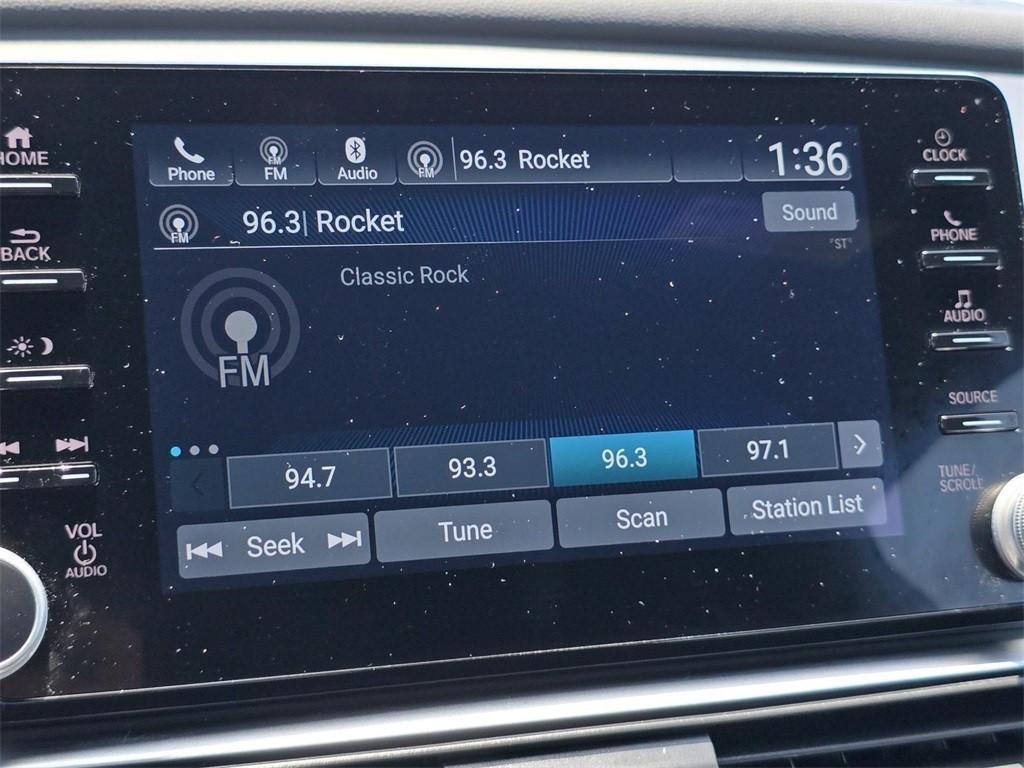 HOME
BACK
VOL
AUDIO
Phone
FM
FM
Audio
FM
96.3 Rocket
1:36
FM
96.3| Rocket
Sound
"ST"
Classic Rock
FM
94.7
93.3
96.3
97.1
Seek
Tune
Scan
Station List
CLOCK
PHONE
AUDIO
SOURCE
TUNE/
SCROLL